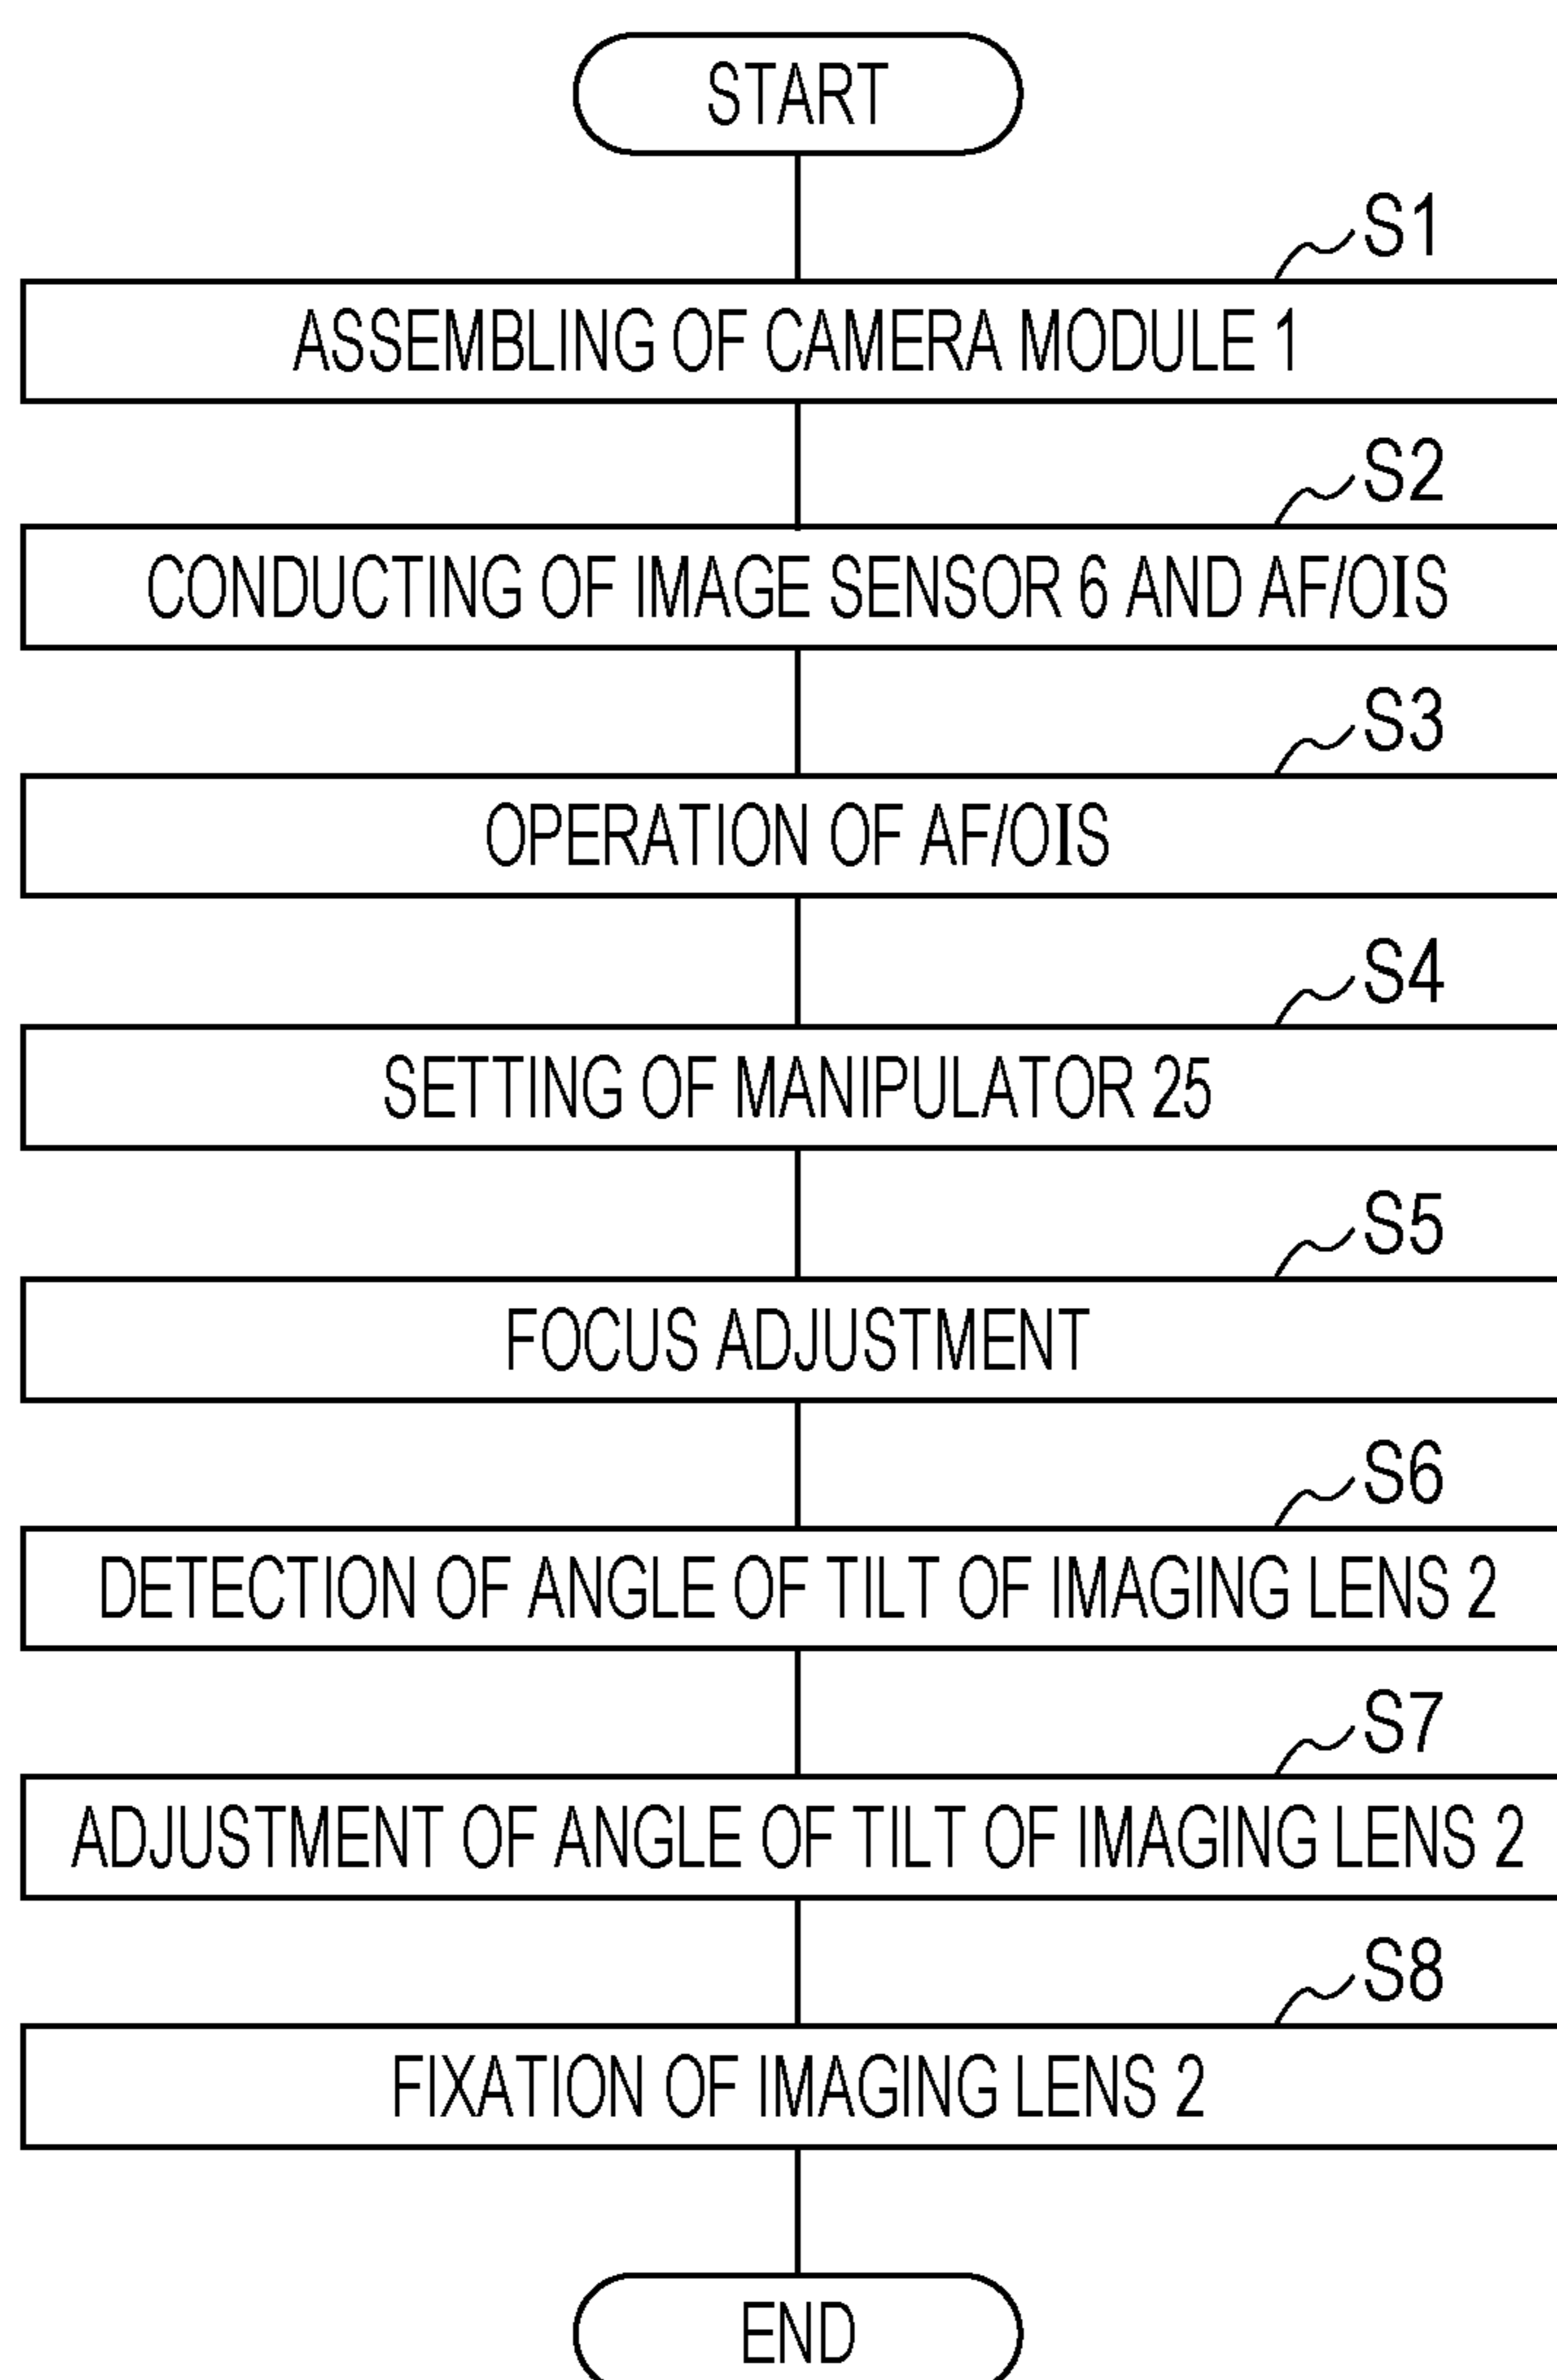 START
S1
ASSEMBLING OF CAMERA MODULE 1
S2
CONDUCTING OF IMAGE SENSOR 6 AND AF/OIS
S3
OPERATION OF AF/OIS
S4
SETTING OF MANIPULATOR 25
S5
FOCUS ADJUSTMENT
S6
DETECTION OF ANGLE OF TILT OF IMAGING LENS 2
S7
ADJUSTMENT OF ANGLE OF TILT OF IMAGING LENS 2
S8
FIXATION OF IMAGING LENS 2
END